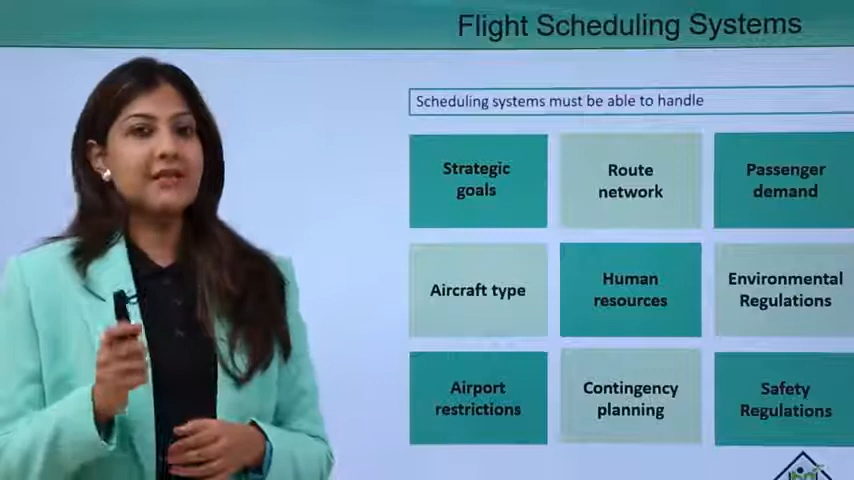 Flight Scheduling Systems
Scheduling systems must be able to handle
Strategic
goals
Route
network
Passenger
demand
Aircraft type
Human
resources
Environmental
Regulations
Airport
restrictions
Contingency
planning
Safety
Regulations